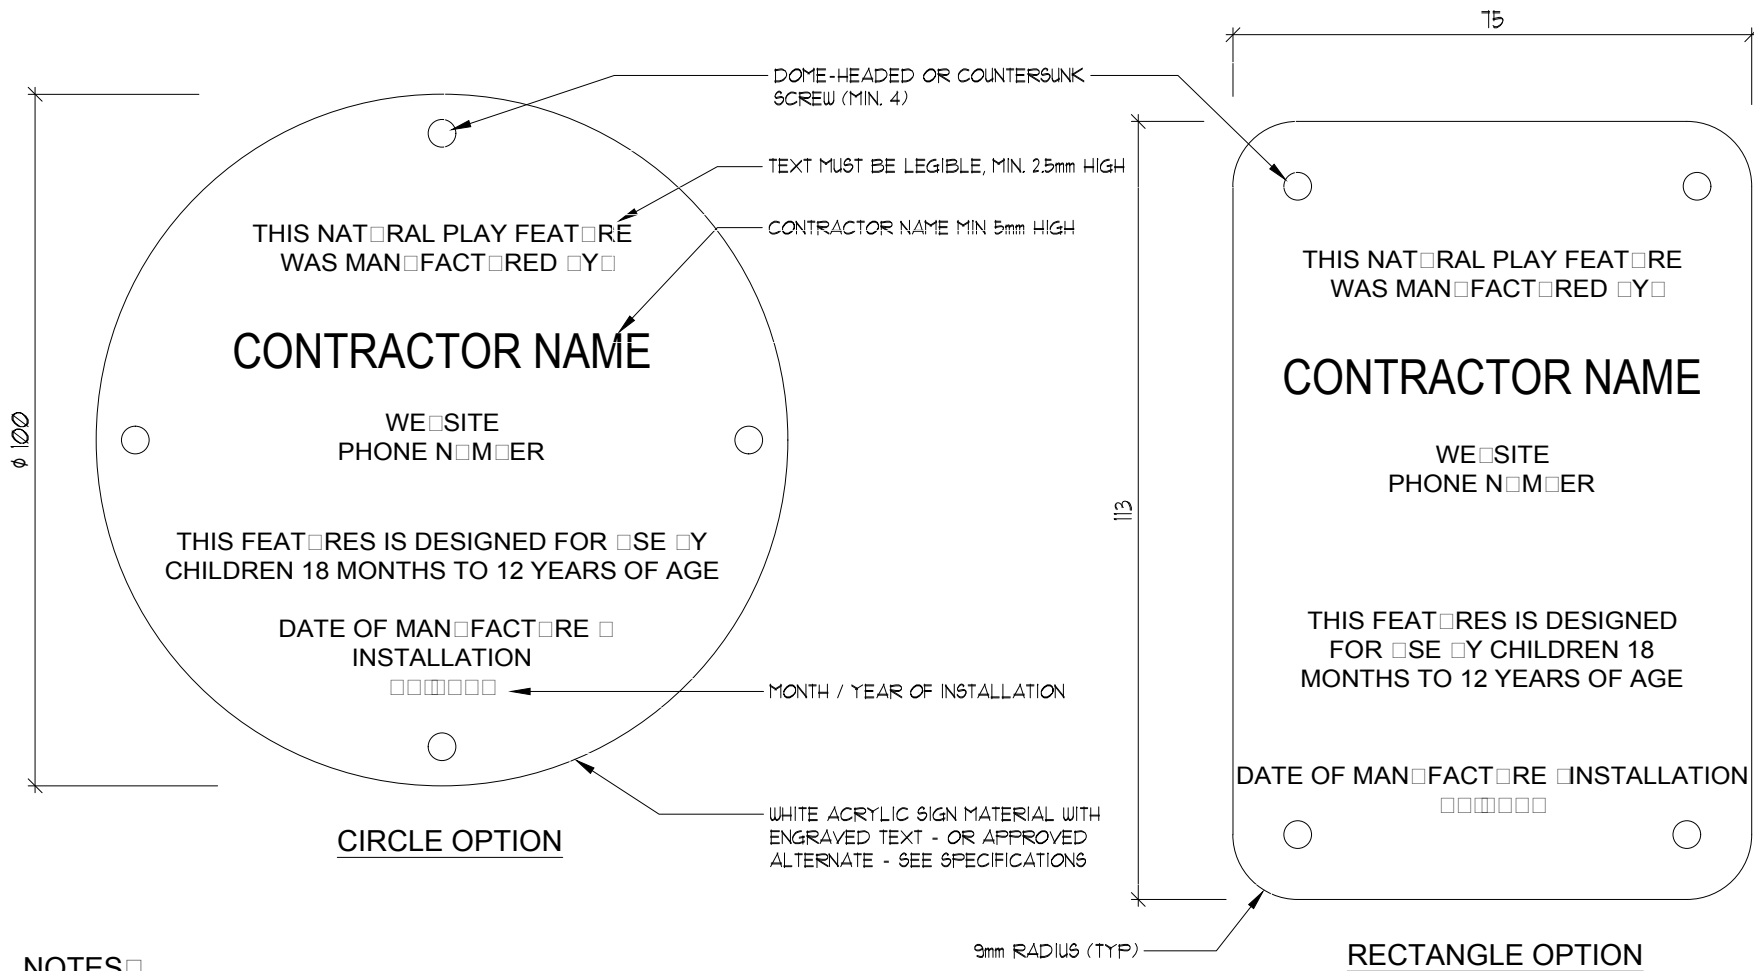 75
DOME-HEADED OR COUNTERSUNK
SCREW (MIN. 4)
TEXT MUST BE LEGIBLE, MIN. 2.5mm HIGH
CONTRACTOR NAME MIN 5mm HIGH
THIS NAT□RAL PLAY FEAT□RE
WAS MAN□FACT□RED □Y□
CONTRACTOR NAME
WE□SITE
PHONE N□M□ER
THIS FEAT□RES IS DESIGNED FOR □SE □Y
CHILDREN 18 MONTHS TO 12 YEARS OF AGE
DATE OF MAN□FACT□RE □
INSTALLATION
□□□□□□□
MONTH / YEAR OF INSTALLATION
ø 100
WHITE ACRYLIC SIGN MATERIAL WITH
ENGRAVED TEXT - OR APPROVED
ALTERNATE - SEE SPECIFICATIONS
CIRCLE OPTION
THIS NAT□RAL PLAY FEAT□RE
WAS MAN□FACT□RED □Y□
CONTRACTOR NAME
WE□SITE
PHONE N□M□ER
113
THIS FEAT□RES IS DESIGNED
FOR □SE □Y CHILDREN 18
MONTHS TO 12 YEARS OF AGE
DATE OF MAN□FACT□RE □INSTALLATION
□□□□□□□
9mm RADIUS (TYP)
RECTANGLE OPTION
NOTES□